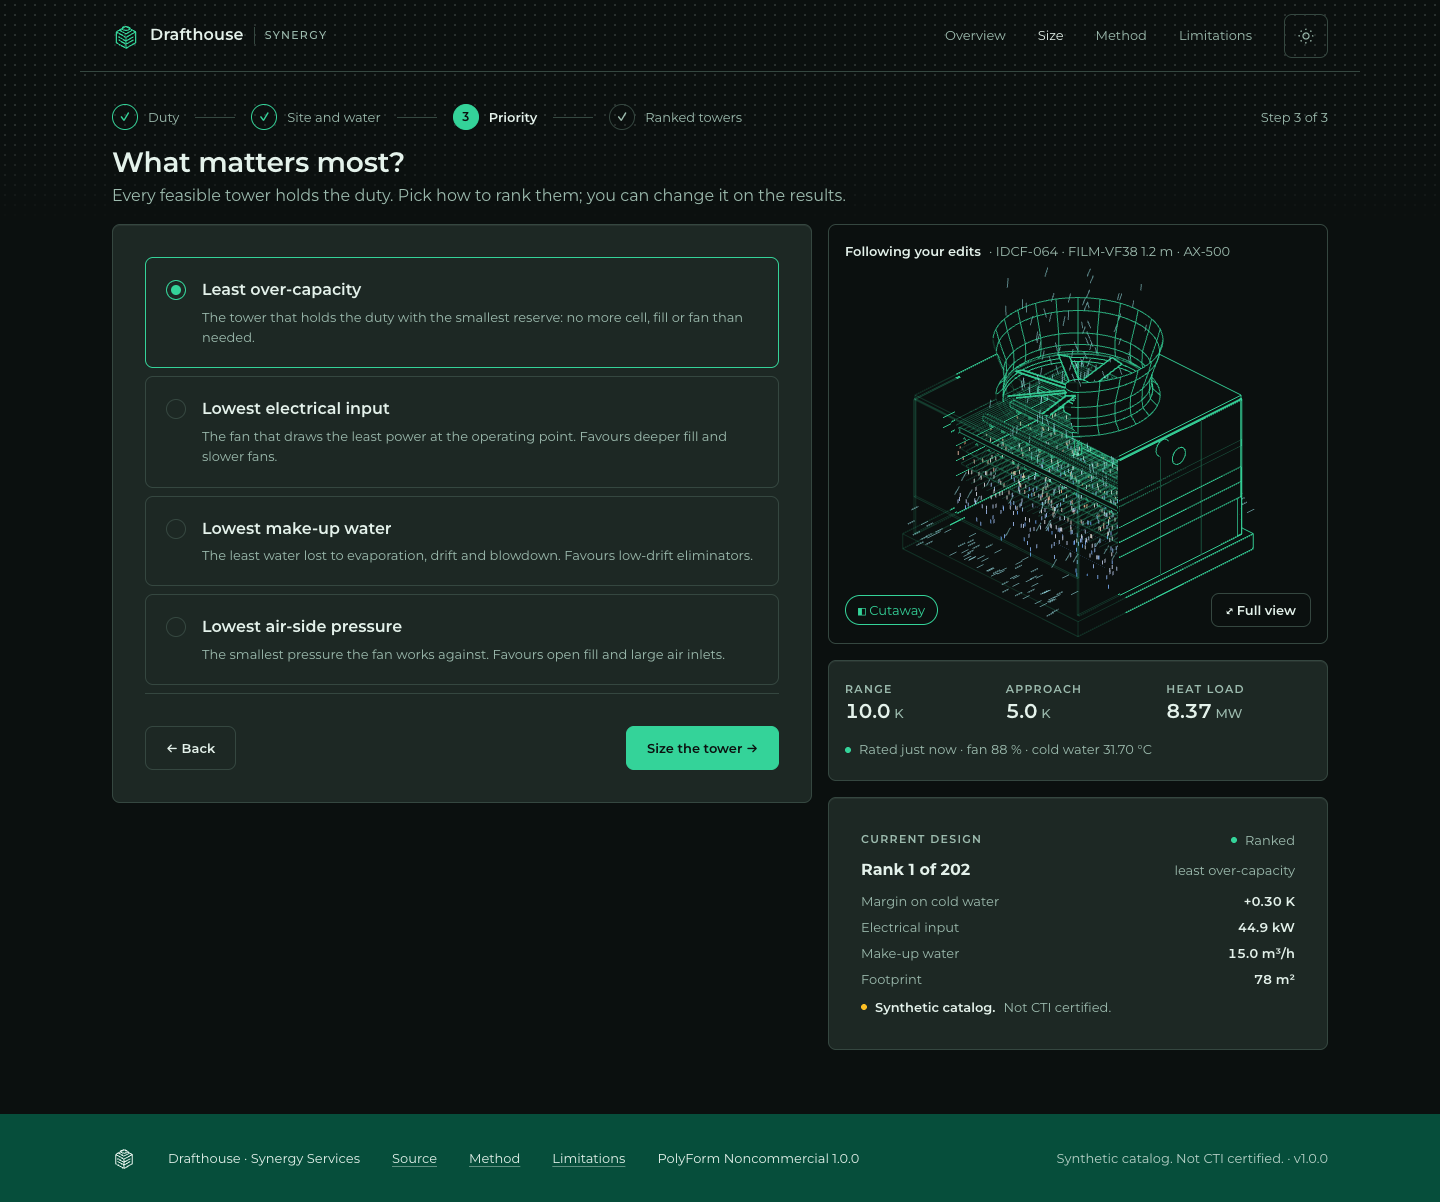 Drafthouse SYNERGY
Overview Size Method Limitations
Duty Site and water 3 Priority Ranked towers Step 3 of 3
What matters most?
Every feasible tower holds the duty. Pick how to rank them; you can change it on the results.
Least over-capacity
The tower that holds the duty with the smallest reserve: no more cell, fill or fan than
needed.
Lowest electrical input
The fan that draws the least power at the operating point. Favours deeper fill and
slower fans.
Lowest make-up water
The least water lost to evaporation, drift and blowdown. Favours low-drift eliminators.
Lowest air-side pressure
The smallest pressure the fan works against. Favours open fill and large air inlets.
← Back Size the tower →
Following your edits · IDCF-064 · FILM-VF38 1.2 m · AX-500
Cutaway Full view
RANGE APPROACH HEAT LOAD
10.0 K 5.0 K 8.37 MW
Rated just now · fan 88 % · cold water 31.70 °C
CURRENT DESIGN Ranked
Rank 1 of 202 least over-capacity
Margin on cold water +0.30 K
Electrical input 44.9 kW
Make-up water 15.0 m³/h
Footprint 78 m²
Synthetic catalog. Not CTI certified.
Drafthouse · Synergy Services Source Method Limitations PolyForm Noncommercial 1.0.0 Synthetic catalog. Not CTI certified. · v1.0.0